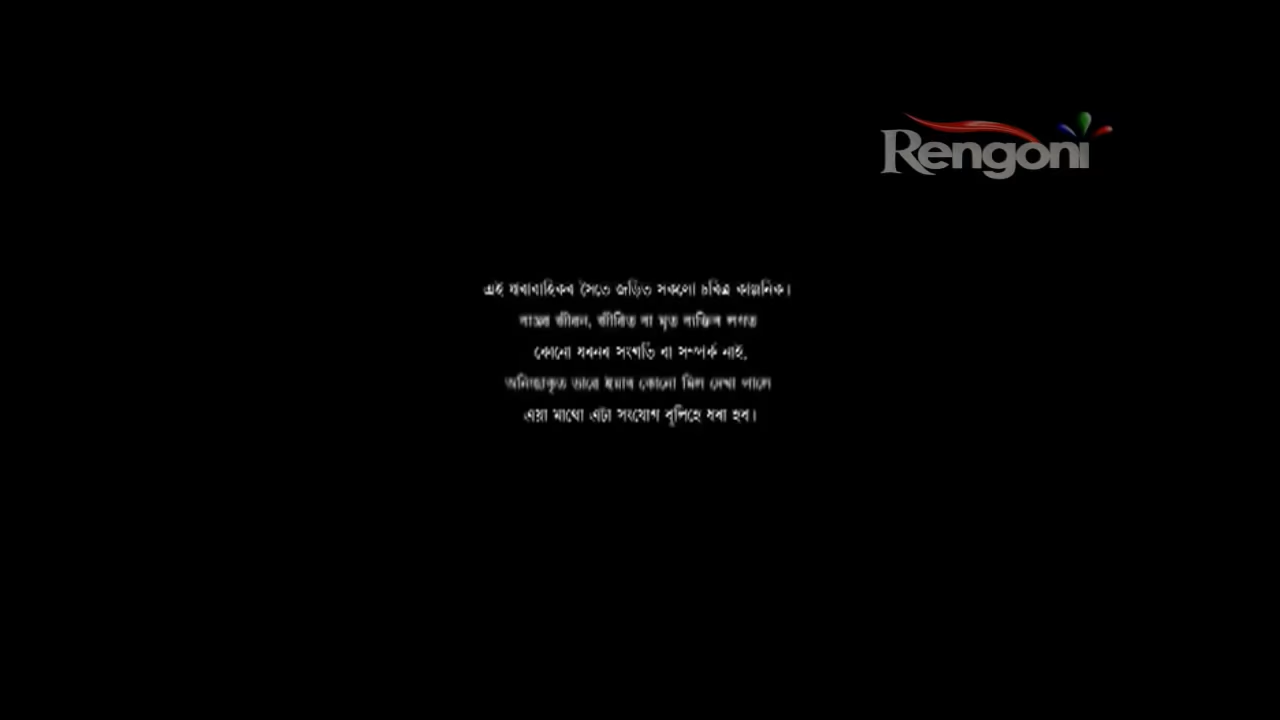 Rengoni
এই ধাৰাবাহিকৰ সৈতে জড়িত সকলো চৰিত্ৰ কাল্পনিক।
বাস্তৱ জীৱন, জীৱিত বা মৃত ব্যক্তিৰ লগত
কোনো ধৰনৰ সংগতি বা সম্পৰ্ক নাই,
অনিচ্ছাকৃত ভাবে ইয়াৰ কোনো মিল দেখা পালে
এয়া মাথো এটা সংযোগ বুলিহে ধৰা হব।